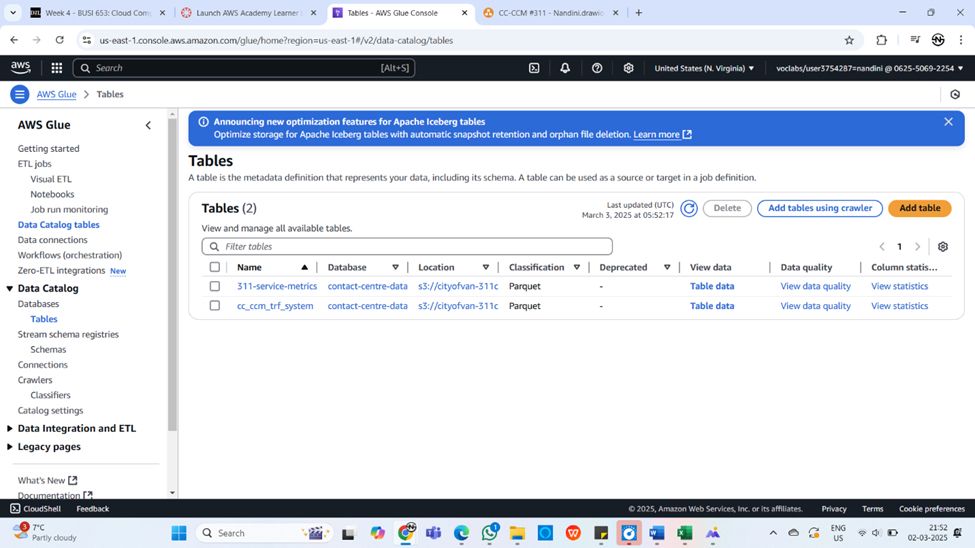 Week 4 - BUSI 653: Cloud Com
Launch AWS Academy Learner
Tables - AWS Glue Console
CC-CCM #311 - Nandini.drawio
us-east-1.console.aws.amazon.com/glue/home?region=us-east-1#/v2/data-catalog/tables
aws
Search
[Alt+S]
United States (N. Virginia)
voclabs/user3754287=nandini @ 0625-5069-2254
AWS Glue
Tables
AWS Glue
Getting started
ETL jobs
Visual ETL
Notebooks
Job run monitoring
Data Catalog tables
Data connections
Workflows (orchestration)
Zero-ETL integrations New
Data Catalog
Databases
Tables
Stream schema registries
Schemas
Connections
Crawlers
Classifiers
Catalog settings
Data Integration and ETL
Legacy pages
What's New
Documentation
Announcing new optimization features for Apache Iceberg tables
Optimize storage for Apache Iceberg tables with automatic snapshot retention and orphan file deletion. Learn more
Tables
A table is the metadata definition that represents your data, including its schema. A table can be used as a source or target in a job definition.
Tables (2)
Last updated (UTC)
March 3, 2025 at 05:52:17
Delete
Add tables using crawler
Add table
View and manage all available tables.
Filter tables
1
Name Database Location Classification Deprecated View data Data quality Column statis...
311-service-metrics contact-centre-data s3://cityofvan-311c Parquet - Table data View data quality View statistics
cc_ccm_trf_system contact-centre-data s3://cityofvan-311c Parquet - Table data View data quality View statistics
CloudShell Feedback
© 2025, Amazon Web Services, Inc. or its affiliates. Privacy Terms Cookie preferences
3
7°C
Partly cloudy
Search
1
ENG
US
21:52
02-03-2025